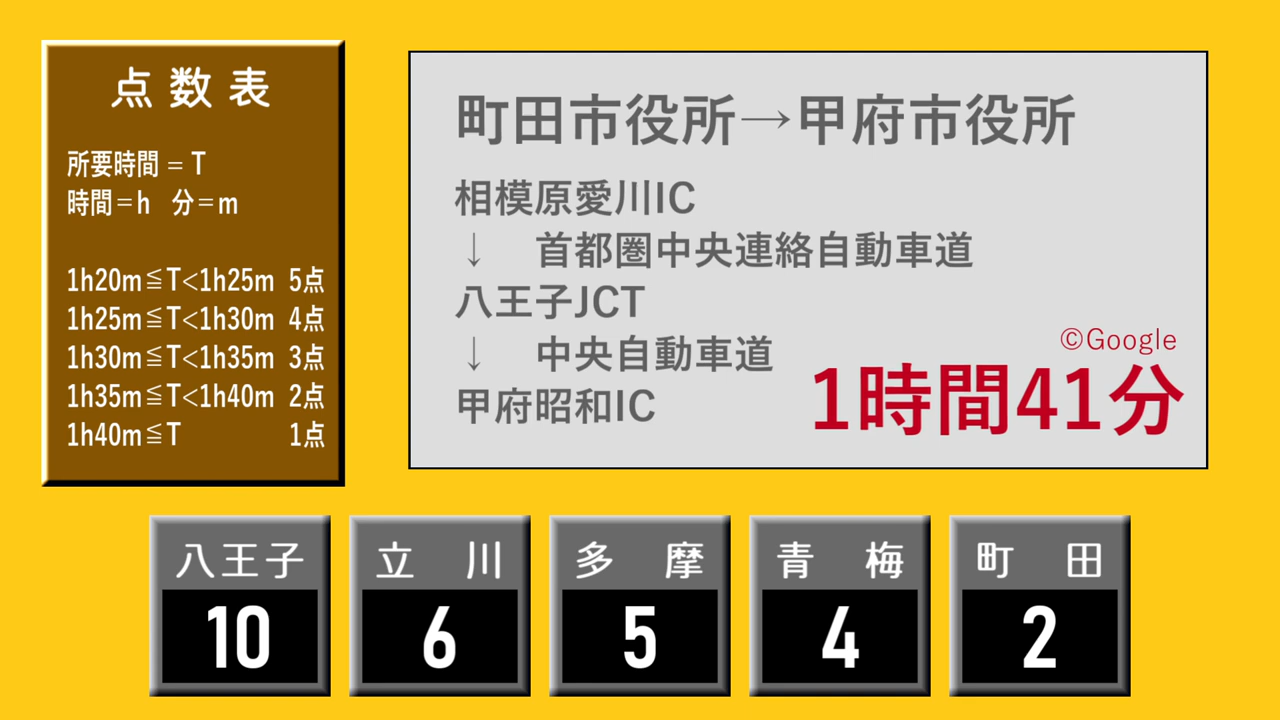 点数表
所要時間＝T
時間＝h 分＝m
1h20m≦T<1h25m 5点
1h25m≦T<1h30m 4点
1h30m≦T<1h35m 3点
1h35m≦T<1h40m 2点
1h40m≦T 1点
町田市役所→甲府市役所
相模原愛川IC
↓ 首都圏中央連絡自動車道
八王子JCT
↓ 中央自動車道
甲府昭和IC
©Google
1時間41分
八王子
10
立川
6
多摩
5
青梅
4
町田
2